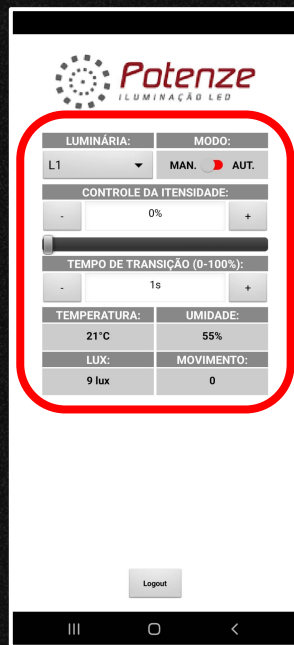 Potenze
ILUMINAÇÃO LED
LUMINÁRIA: MODO:
L1 MAN. AUT.
CONTROLE DA ITENSIDADE:
- 0% +
TEMPO DE TRANSIÇÃO (0-100%):
- 1s +
TEMPERATURA: UMIDADE:
21°C 55%
LUX: MOVIMENTO:
9 lux 0
Logout